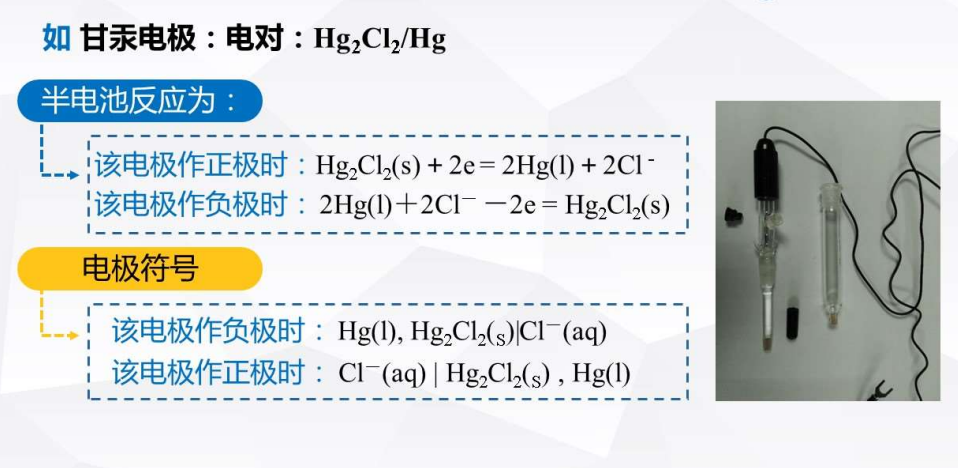 如 甘汞电极：电对：Hg₂Cl₂/Hg
半电池反应为：
该电极作正极时：Hg₂Cl₂(s) + 2e = 2Hg(l) + 2Cl⁻
该电极作负极时：2Hg(l)＋2Cl⁻ －2e = Hg₂Cl₂(s)
电极符号
该电极作负极时：Hg(l), Hg₂Cl₂(s)|Cl⁻(aq)
该电极作正极时：Cl⁻(aq) | Hg₂Cl₂(s) , Hg(l)